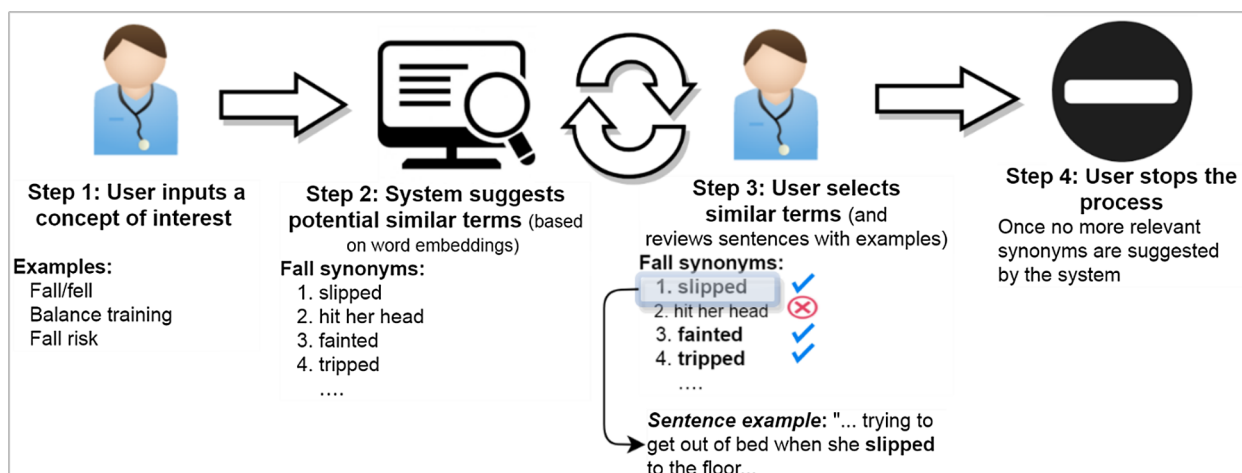 Step 1: User inputs a
concept of interest
Examples:
Fall/fell
Balance training
Fall risk
Step 2: System suggests
potential similar terms (based
on word embeddings)
Fall synonyms:
1. slipped
2. hit her head
3. fainted
4. tripped
....
Step 3: User selects
similar terms (and
reviews sentences with examples)
Fall synonyms:
1. slipped
2. hit her head
3. fainted
4. tripped
....
Sentence example: "... trying to
get out of bed when she slipped
to the floor...
Step 4: User stops the
process
Once no more relevant
synonyms are suggested
by the system